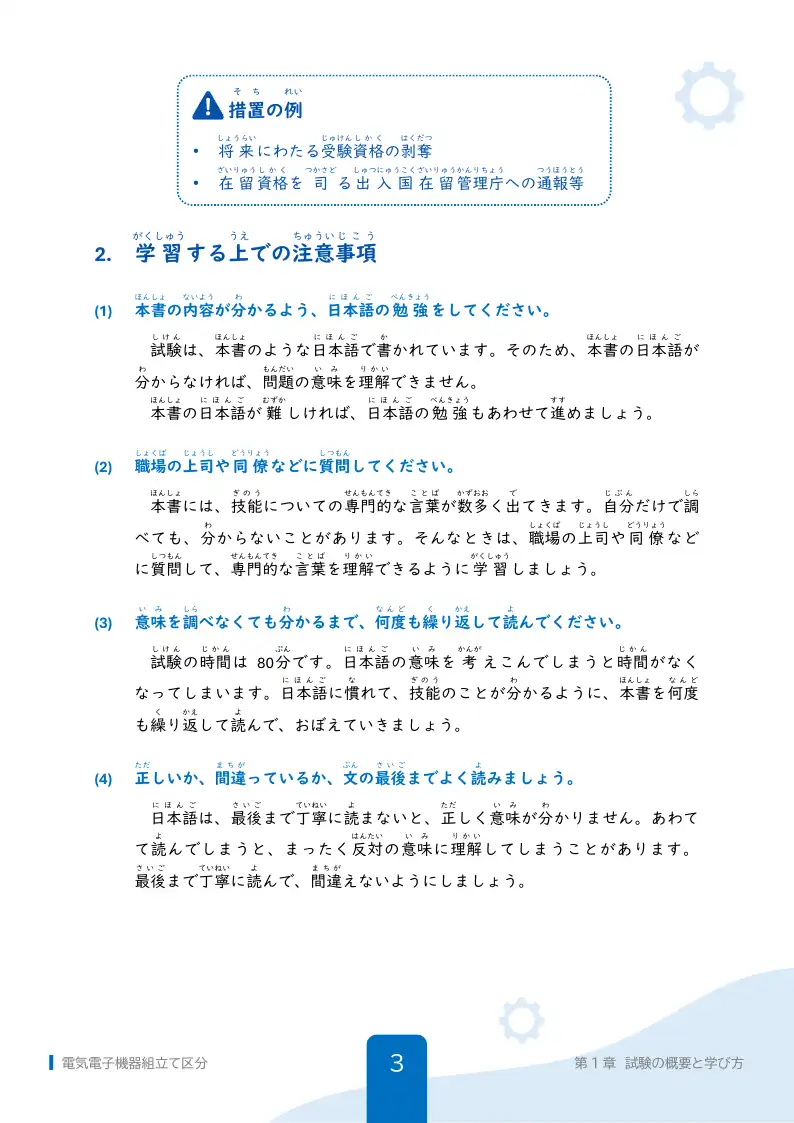 措置の例
• 将来にわたる受験資格の剥奪
• 在留資格を司る出入国在留管理庁への通報等
2. 学習する上での注意事項
(1) 本書の内容が分かるよう、日本語の勉強をしてください。
試験は、本書のような日本語で書かれています。そのため、本書の日本語が
分からなければ、問題の意味を理解できません。
本書の日本語が難しければ、日本語の勉強もあわせて進めましょう。
(2) 職場の上司や同僚などに質問してください。
本書には、技能についての専門的な言葉が数多く出てきます。自分だけで調
べても、分からないことがあります。そんなときは、職場の上司や同僚など
に質問して、専門的な言葉を理解できるように学習しましょう。
(3) 意味を調べなくても分かるまで、何度も繰り返して読んでください。
試験の時間は 80分です。日本語の意味を考えこんでしまうと時間がなく
なってしまいます。日本語に慣れて、技能のことが分かるように、本書を何度
も繰り返して読んで、おぼえていきましょう。
(4) 正しいか、間違っているか、文の最後までよく読みましょう。
日本語は、最後まで丁寧に読まないと、正しく意味が分かりません。あわて
て読んでしまうと、まったく反対の意味に理解してしまうことがあります。
最後まで丁寧に読んで、間違えないようにしましょう。
電気電子機器組立て区分
3
第1章 試験の概要と学び方